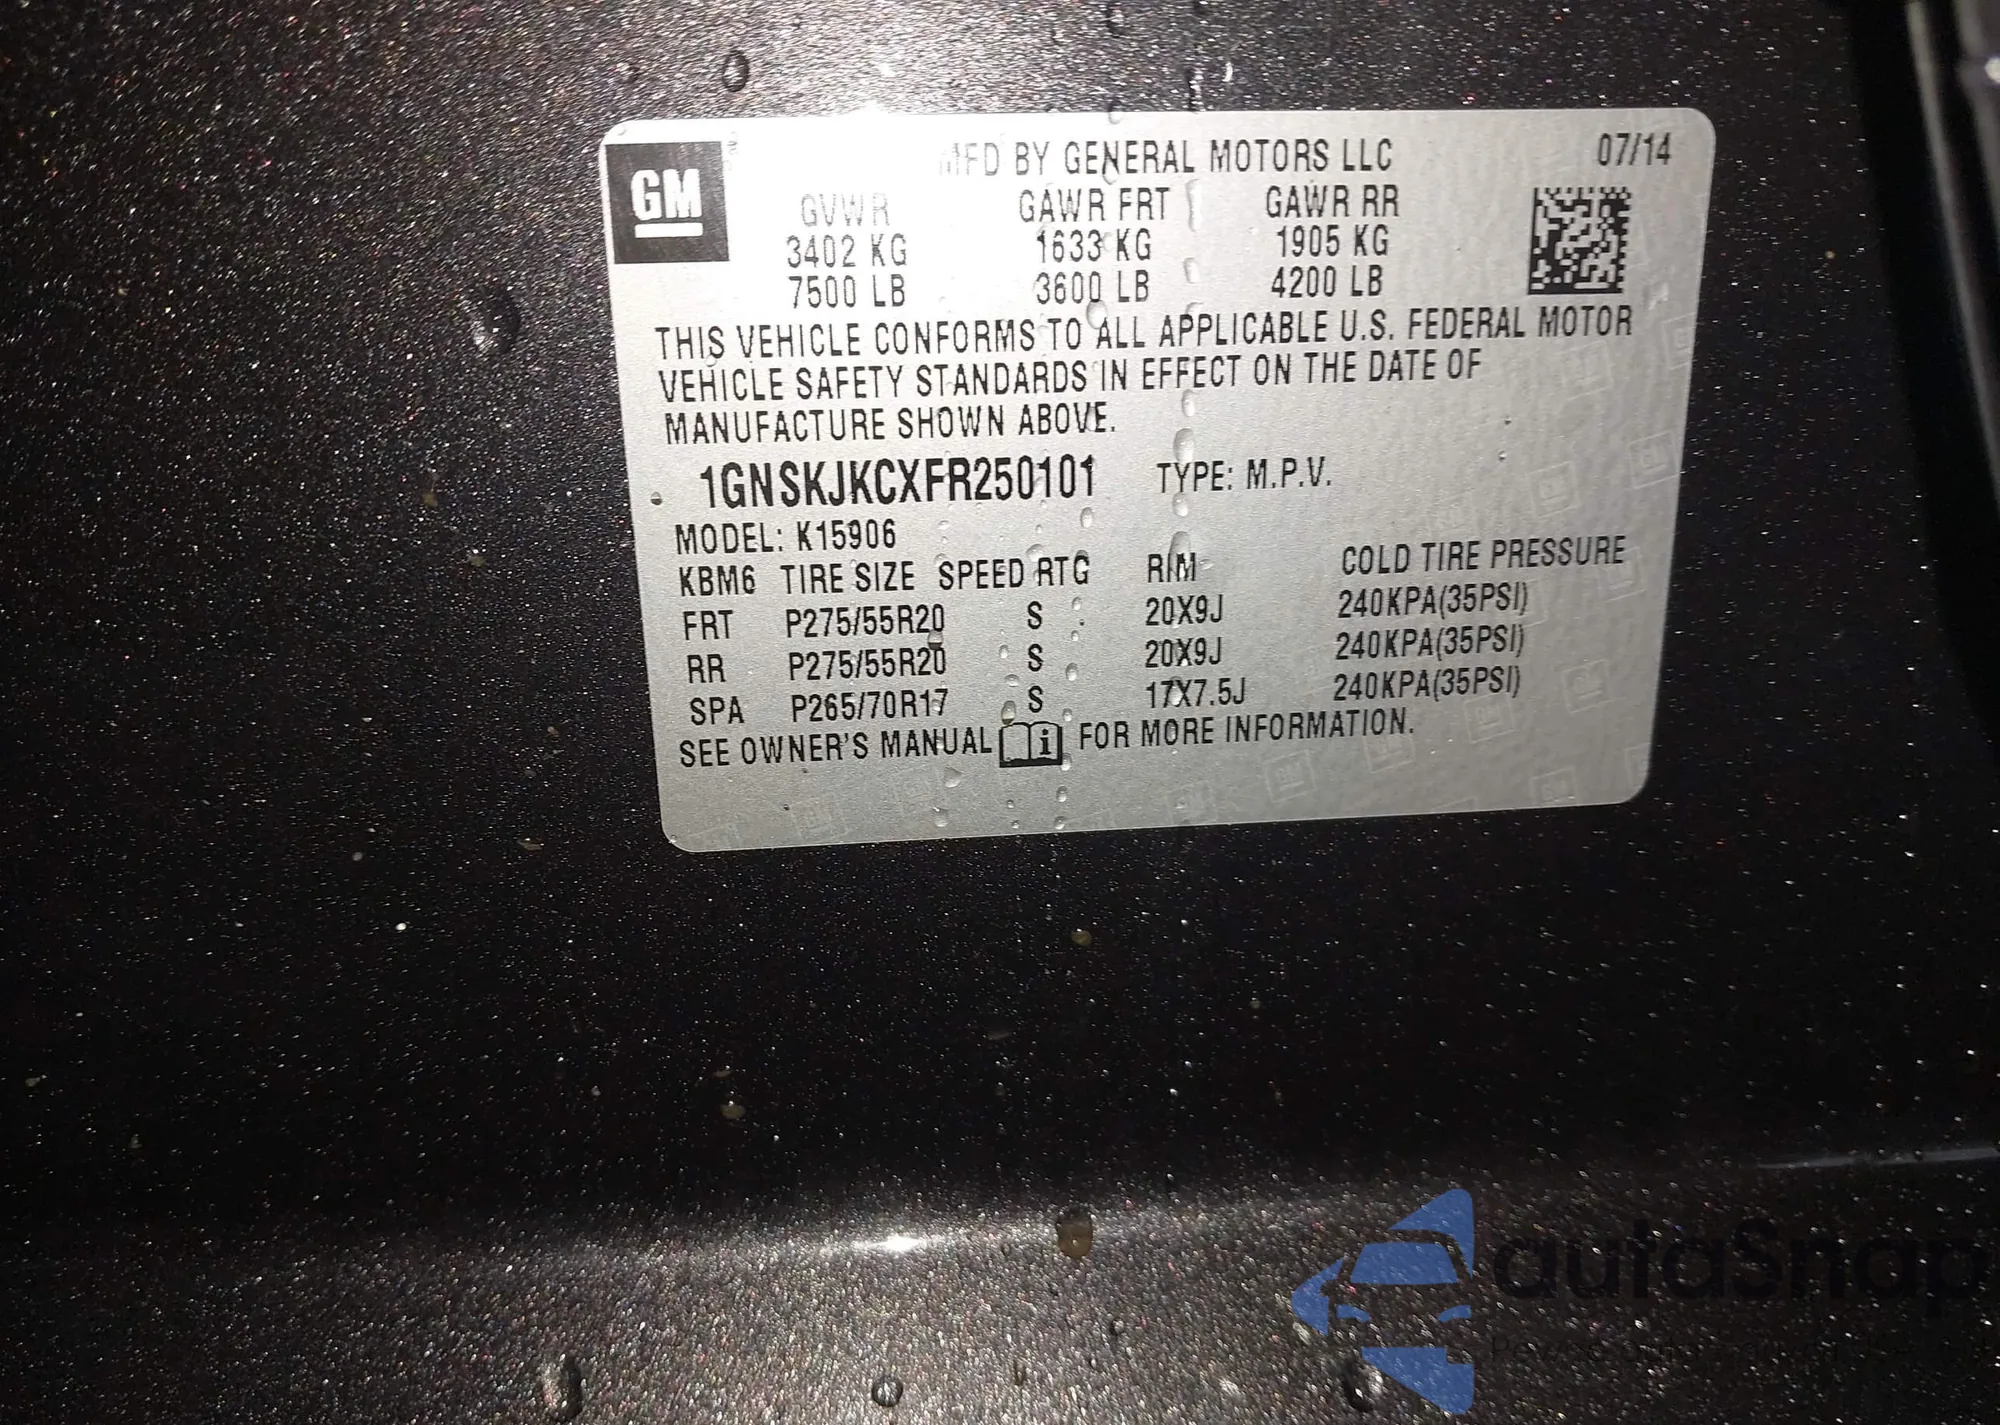 GM
MFD BY GENERAL MOTORS LLC 07/14
GVWR GAWR FRT GAWR RR
3402 KG 1633 KG 1905 KG
7500 LB 3600 LB 4200 LB
THIS VEHICLE CONFORMS TO ALL APPLICABLE U.S. FEDERAL MOTOR
VEHICLE SAFETY STANDARDS IN EFFECT ON THE DATE OF
MANUFACTURE SHOWN ABOVE.
1GNSKJKCXFR250101 TYPE: M.P.V.
MODEL: K15906
KBM6 TIRE SIZE SPEED RTG RIM COLD TIRE PRESSURE
FRT P275/55R20 S 20X9J 240KPA(35PSI)
RR P275/55R20 S 20X9J 240KPA(35PSI)
SPA P265/70R17 S 17X7.5J 240KPA(35PSI)
SEE OWNER'S MANUAL i FOR MORE INFORMATION.
autaSnap